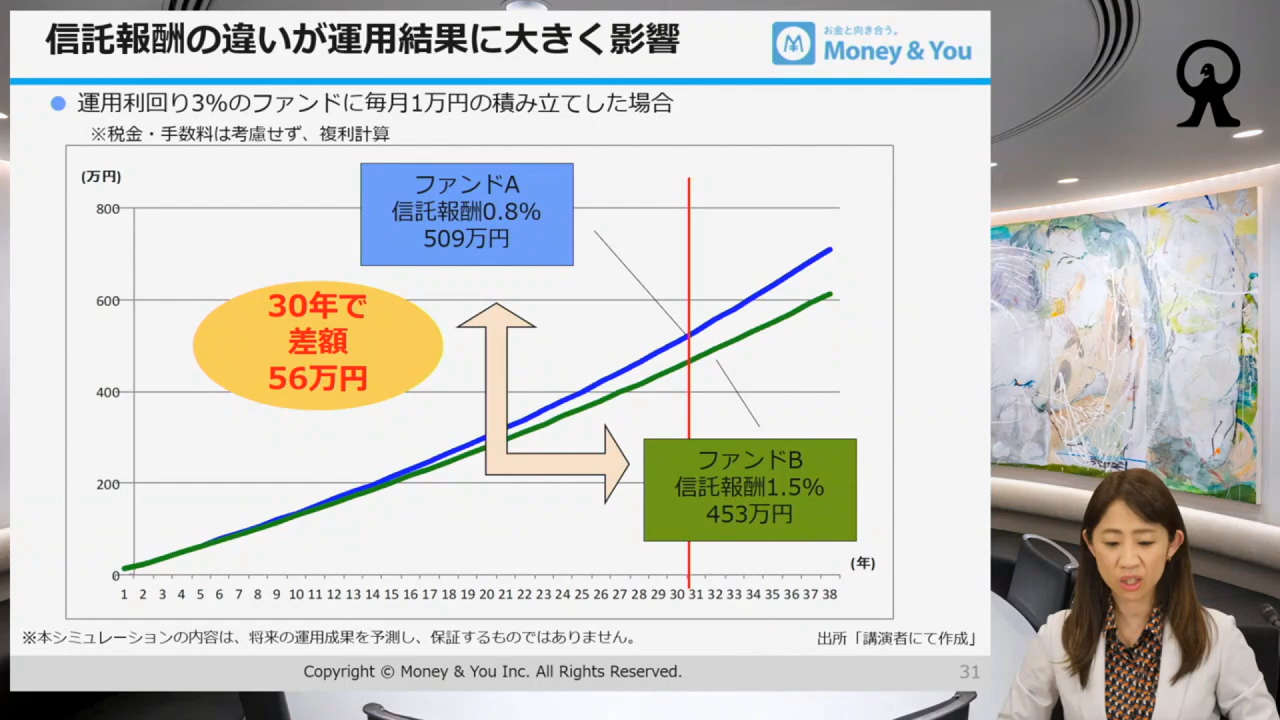 信託報酬の違いが運用結果に大きく影響
お金と向き合う。
Money & You
運用利回り3%のファンドに毎月1万円の積み立てした場合
※税金・手数料は考慮せず、複利計算
(万円)
800
600
400
200
0
ファンドA
信託報酬0.8%
509万円
30年で
差額
56万円
ファンドB
信託報酬1.5%
453万円
(年)
1 2 3 4 5 6 7 8 9 10 11 12 13 14 15 16 17 18 19 20 21 22 23 24 25 26 27 28 29 30 31 32 33 34 35 36 37 38
※本シミュレーションの内容は、将来の運用成果を予測し、保証するものではありません。
出所「講演者にて作成」
Copyright © Money & You Inc. All Rights Reserved.
31